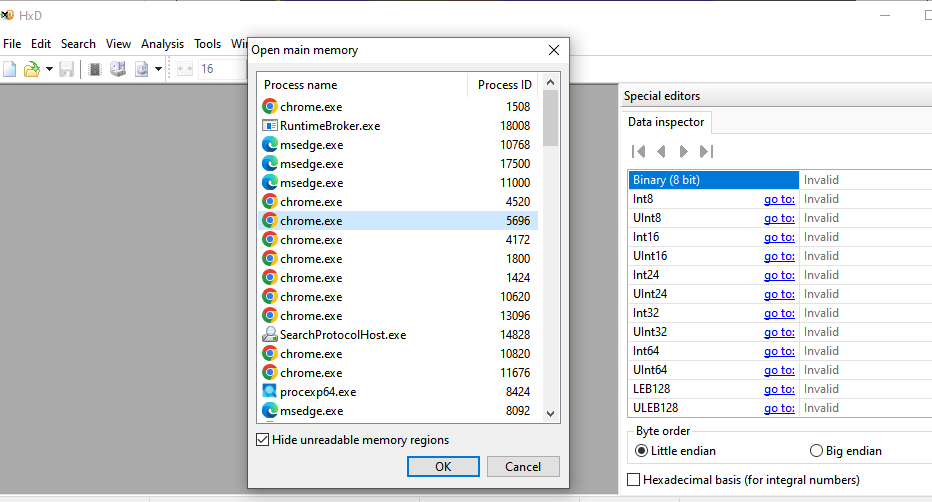 HxD
File Edit Search View Analysis Tools Wi
16
Open main memory
Process name Process ID
chrome.exe 1508
RuntimeBroker.exe 18008
msedge.exe 10768
msedge.exe 17500
msedge.exe 11000
chrome.exe 4520
chrome.exe 5696
chrome.exe 4172
chrome.exe 1800
chrome.exe 1424
chrome.exe 10620
chrome.exe 13096
SearchProtocolHost.exe 14828
chrome.exe 10820
chrome.exe 11676
procexp64.exe 8424
msedge.exe 8092
Hide unreadable memory regions
OK Cancel
Special editors
Data inspector
Binary (8 bit) Invalid
Int8 go to: Invalid
UInt8 go to: Invalid
Int16 go to: Invalid
UInt16 go to: Invalid
Int24 go to: Invalid
UInt24 go to: Invalid
Int32 go to: Invalid
UInt32 go to: Invalid
Int64 go to: Invalid
UInt64 go to: Invalid
LEB128 go to: Invalid
ULEB128 go to: Invalid
Byte order
Little endian Big endian
Hexadecimal basis (for integral numbers)